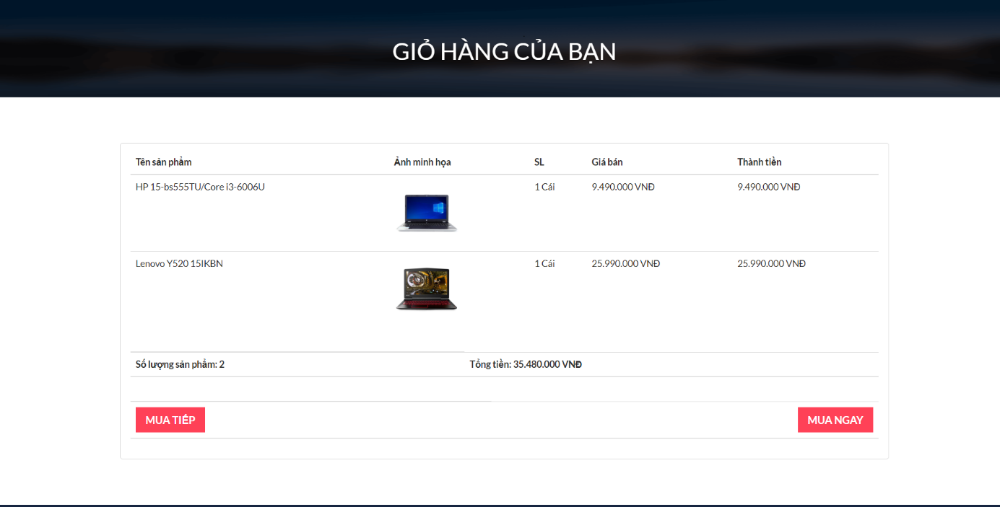 GIỎ HÀNG CỦA BẠN
Tên sản phẩm Ảnh minh họa SL Giá bán Thành tiền
HP 15-bs555TU/Core i3-6006U 1 Cái 9.490.000 VNĐ 9.490.000 VNĐ
Lenovo Y520 15IKBN 1 Cái 25.990.000 VNĐ 25.990.000 VNĐ
Số lượng sản phẩm: 2 Tổng tiền: 35.480.000 VNĐ
MUA TIẾP MUA NGAY